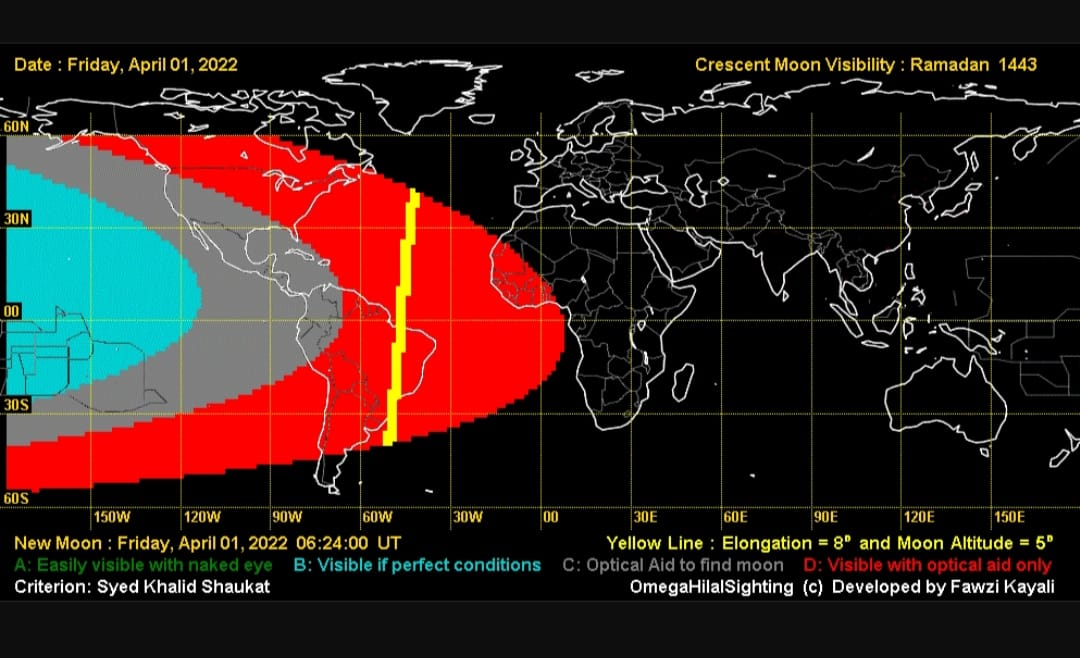 Date : Friday, April 01, 2022
Crescent Moon Visibility : Ramadan 1443
60N
30N
00
30S
60S
150W 120W 90W 60W 30W 00 30E 60E 90E 120E 150E
New Moon : Friday, April 01, 2022 06:24:00 UT
Yellow Line : Elongation = 8° and Moon Altitude = 5°
A: Easily visible with naked eye B: Visible if perfect conditions C: Optical Aid to find moon D: Visible with optical aid only
Criterion: Syed Khalid Shaukat
OmegaHilalSighting (c) Developed by Fawzi Kayali